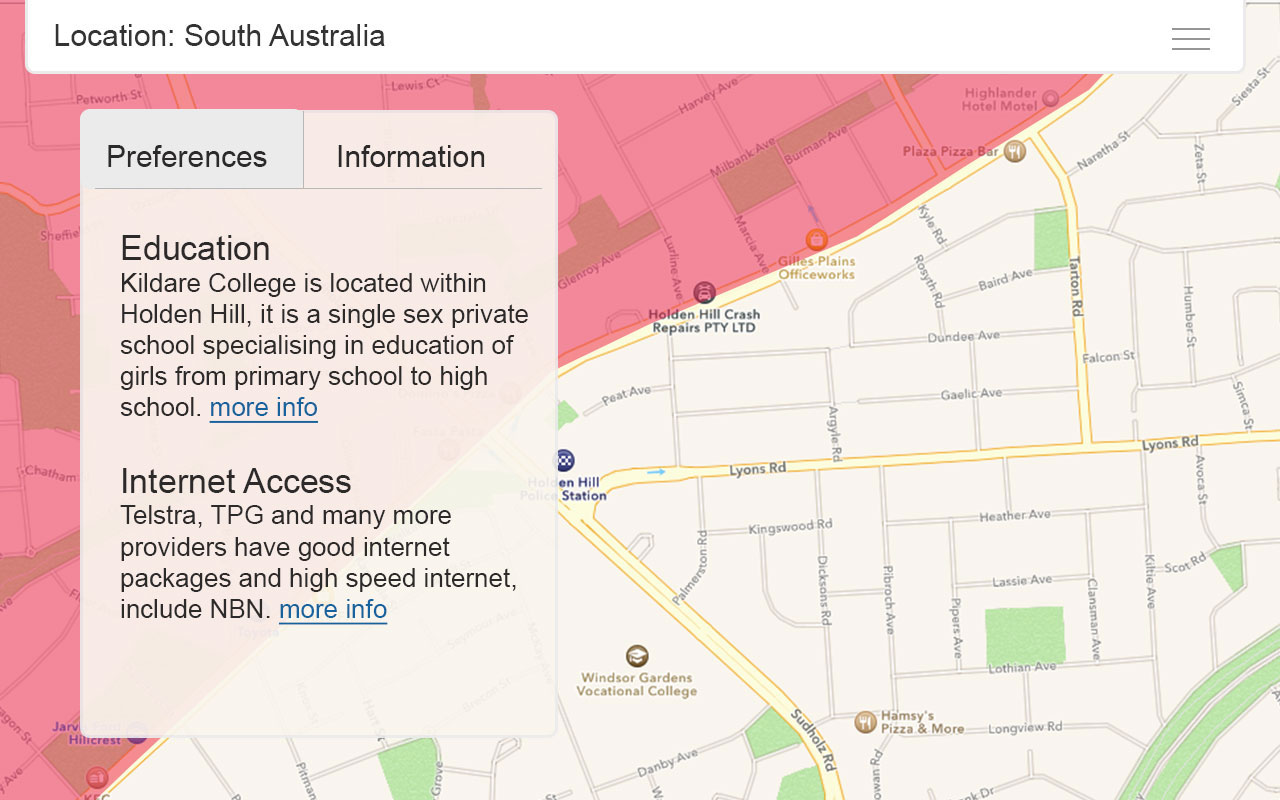 Location: South Australia
Petworth St
Lewis Ct
Harvey Ave
Highlander
Hotel Motel
Siesta St
Preferences
Information
Milbank Ave
Burman Ave
Plaza Pizza Bar
Naretha St
Zeta St
Kyle Rd
Marcia Ave
Lurline Ave
Glenroy Ave
Gilles Plains
Officeworks
Rosyth Rd
Baird Ave
Tarton Rd
Humber St
Education
Kildare College is located within
Holden Hill, it is a single sex private
school specialising in education of
girls from primary school to high
school. more info
Holden Hill Crash
Repairs PTY LTD
Dundee Ave
Falcon St
Peat Ave
Gaelic Ave
Simca St
Argyle Rd
Lyons Rd
Lyons Rd
Avoca St
Chatham
Holden Hill
Police Station
Internet Access
Telstra, TPG and many more
providers have good internet
packages and high speed internet,
include NBN. more info
Kingswood Rd
Heather Ave
Palmerston Rd
Dicksons Rd
Pibroch Ave
Pipers Ave
Lassie Ave
Clansman Ave
Kiltie Ave
Scot Rd
Toyota
Seymour Ave
Windsor Gardens
Vocational College
Lothian Ave
Hamsy's
Pizza & More
Longview Rd
Sudholz Rd
Danby Ave
Hillcrest
KFC
Grove